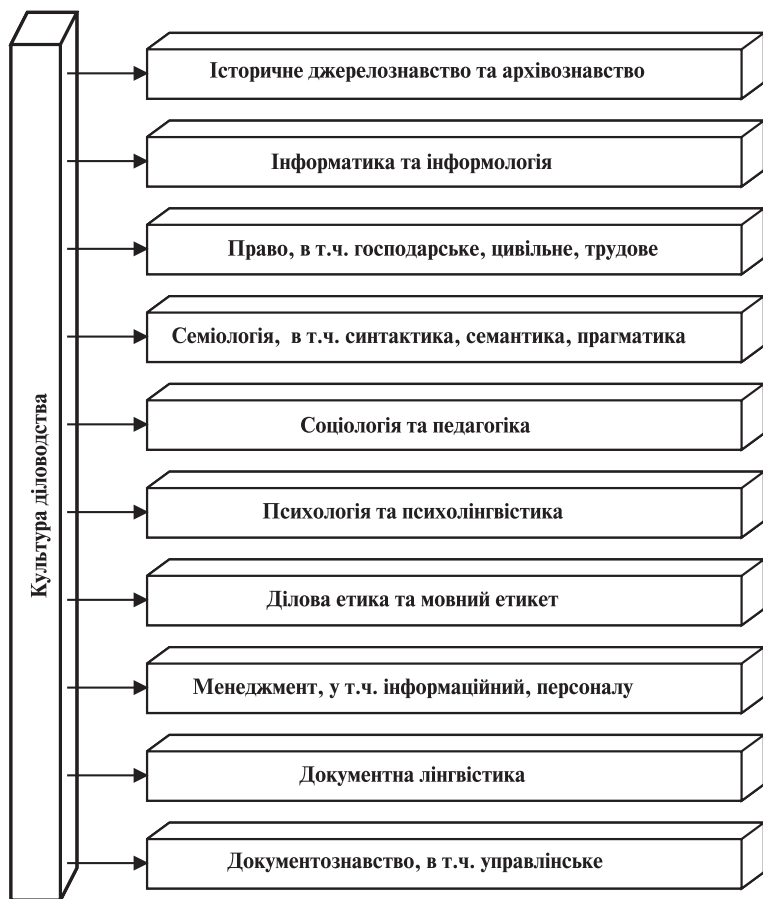 Культура діловодства
Історичне джерелознавство та архівознавство
Інформатика та інформологія
Право, в т.ч. господарське, цивільне, трудове
Семіологія, в т.ч. синтактика, семантика, прагматика
Соціологія та педагогіка
Психологія та психолінгвістика
Ділова етика та мовний етикет
Менеджмент, у т.ч. інформаційний, персоналу
Документна лінгвістика
Документознавство, в т.ч. управлінське